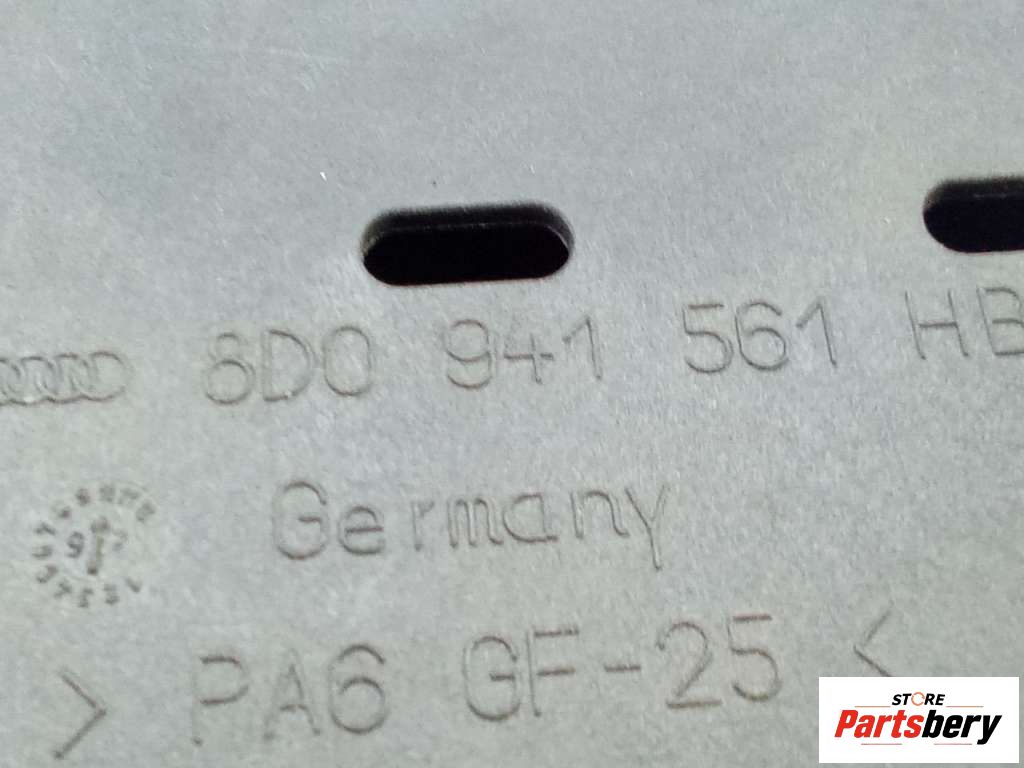 8D0 941 561 HB
Germany
> PA6 GF-25 <
STORE
Partsbery